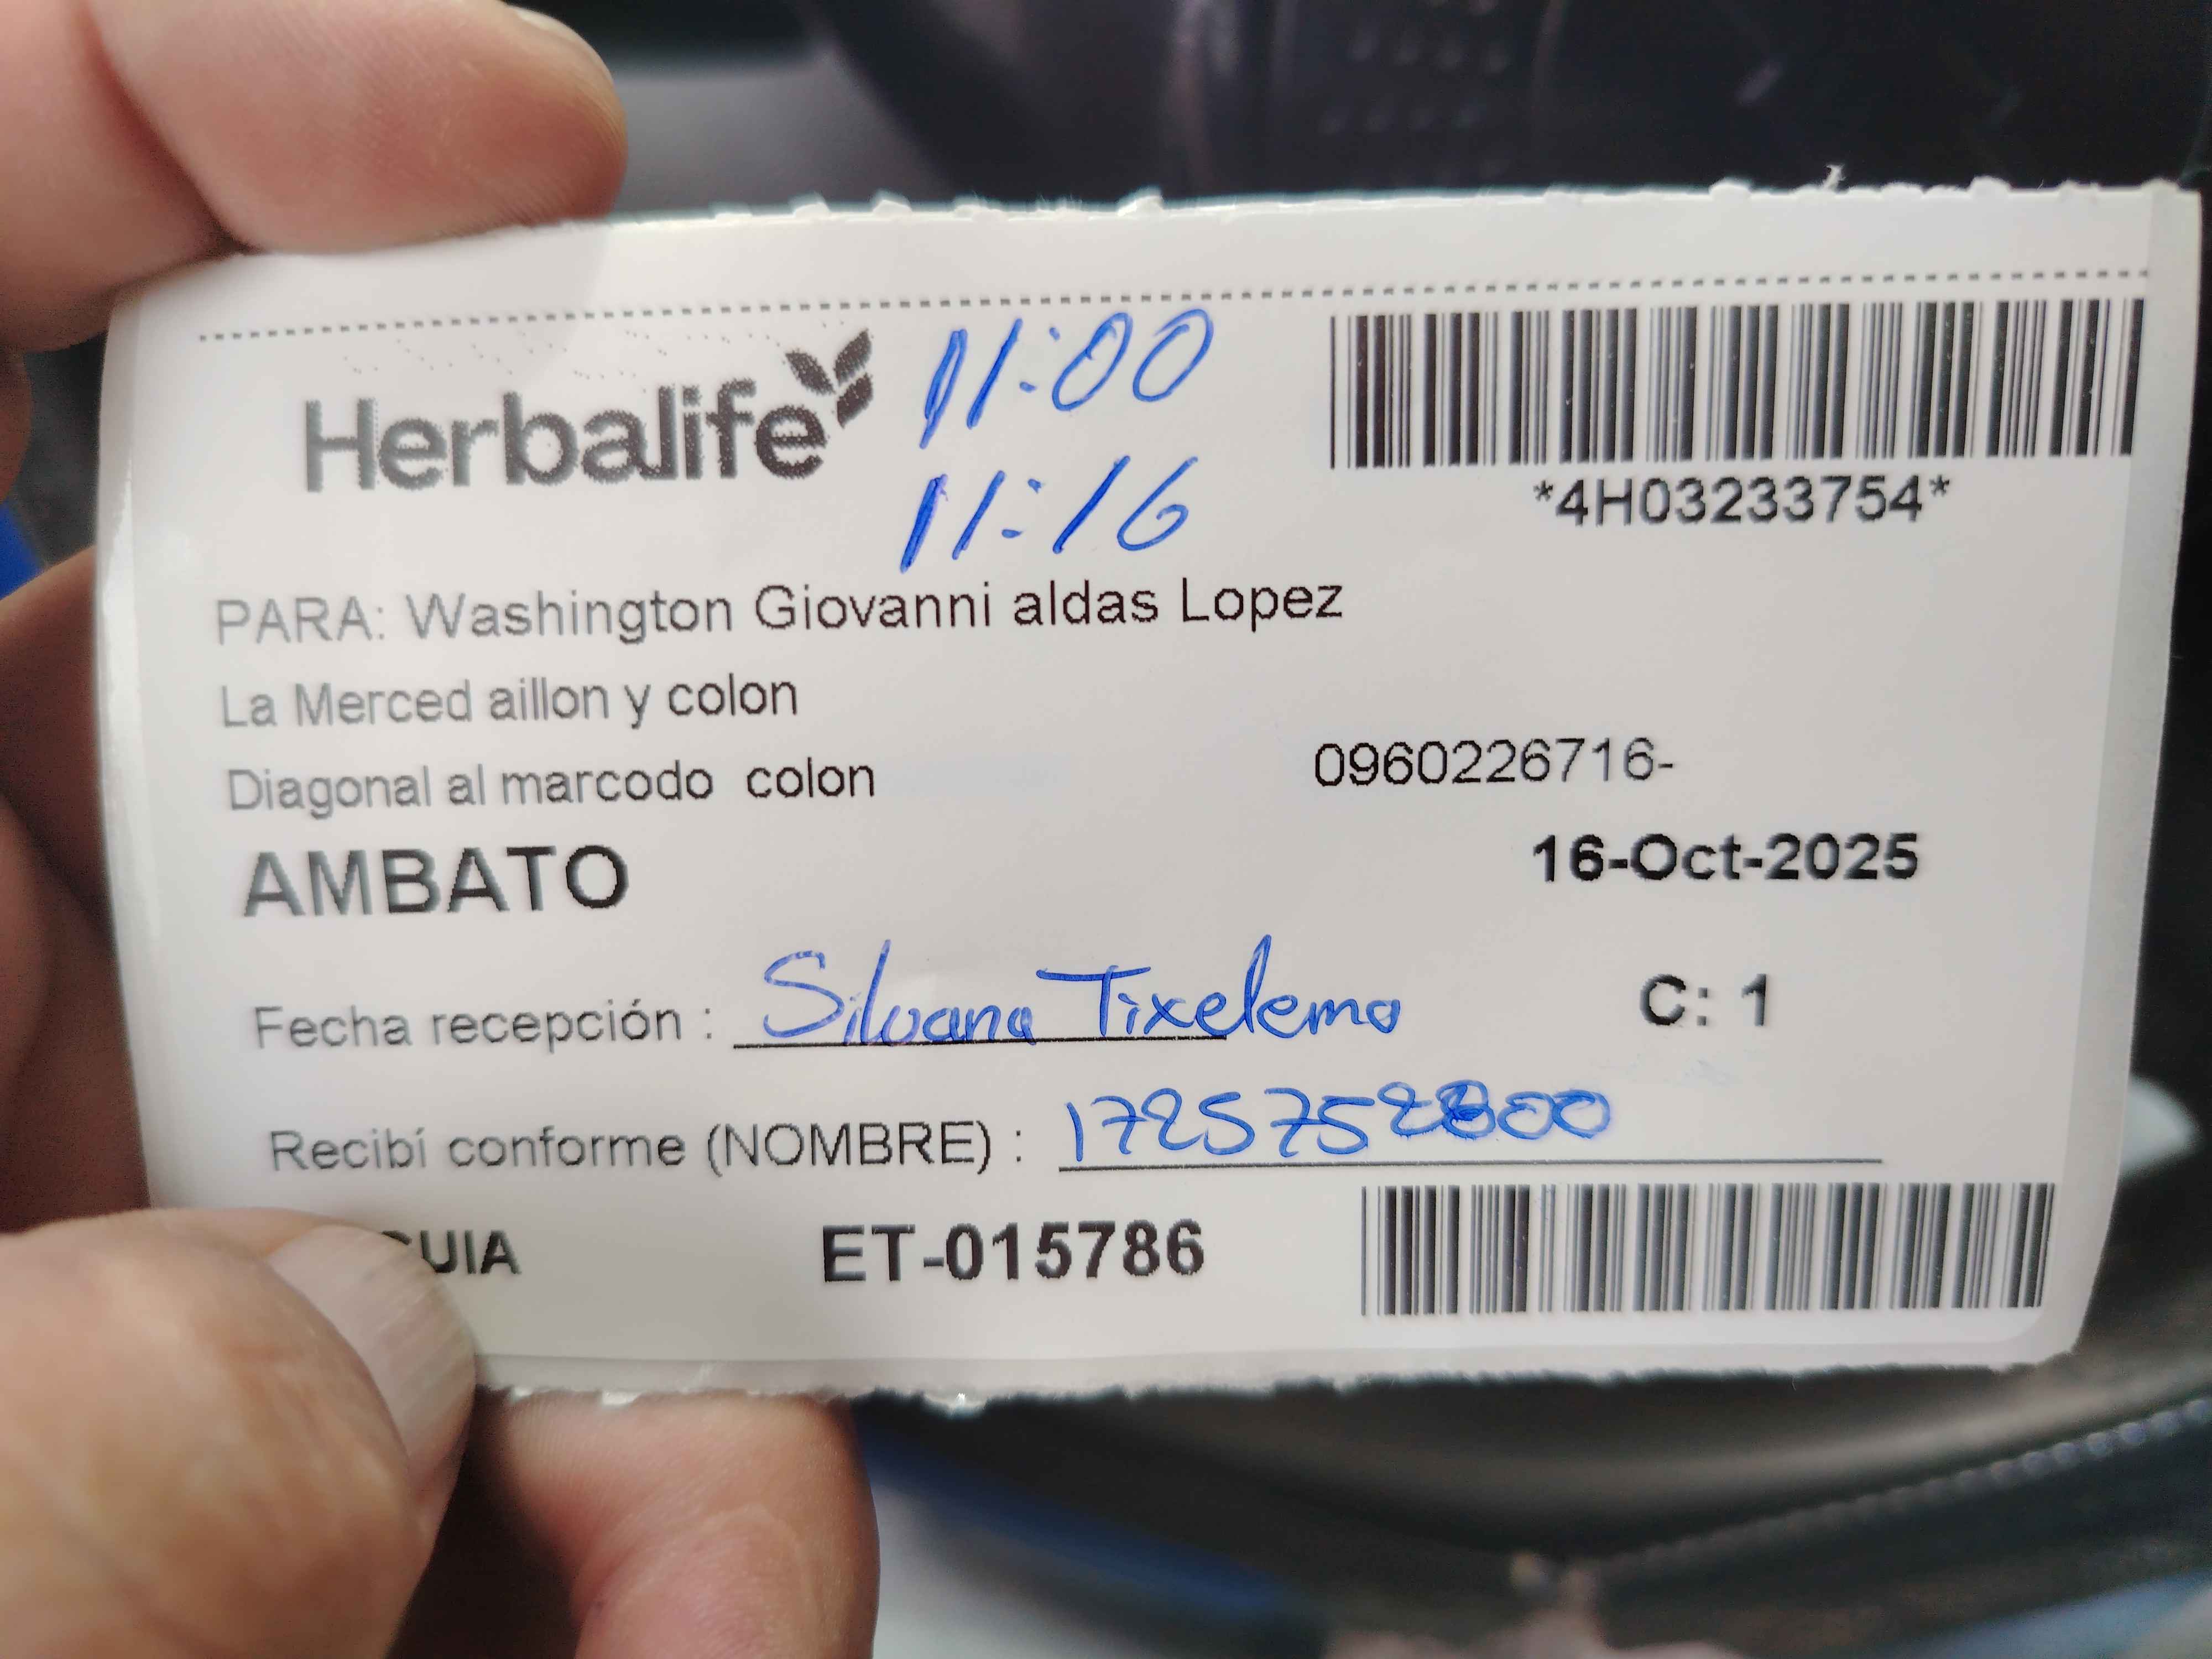 Herbalife
11:00
11:16
*4H03233754*
PARA: Washington Giovanni aldas Lopez
La Merced aillon y colon
Diagonal al marcodo colon
0960226716-
AMBATO
16-Oct-2025
Fecha recepción : Silvana Tixelema
C: 1
Recibí conforme (NOMBRE) :
UIA
ET-015786